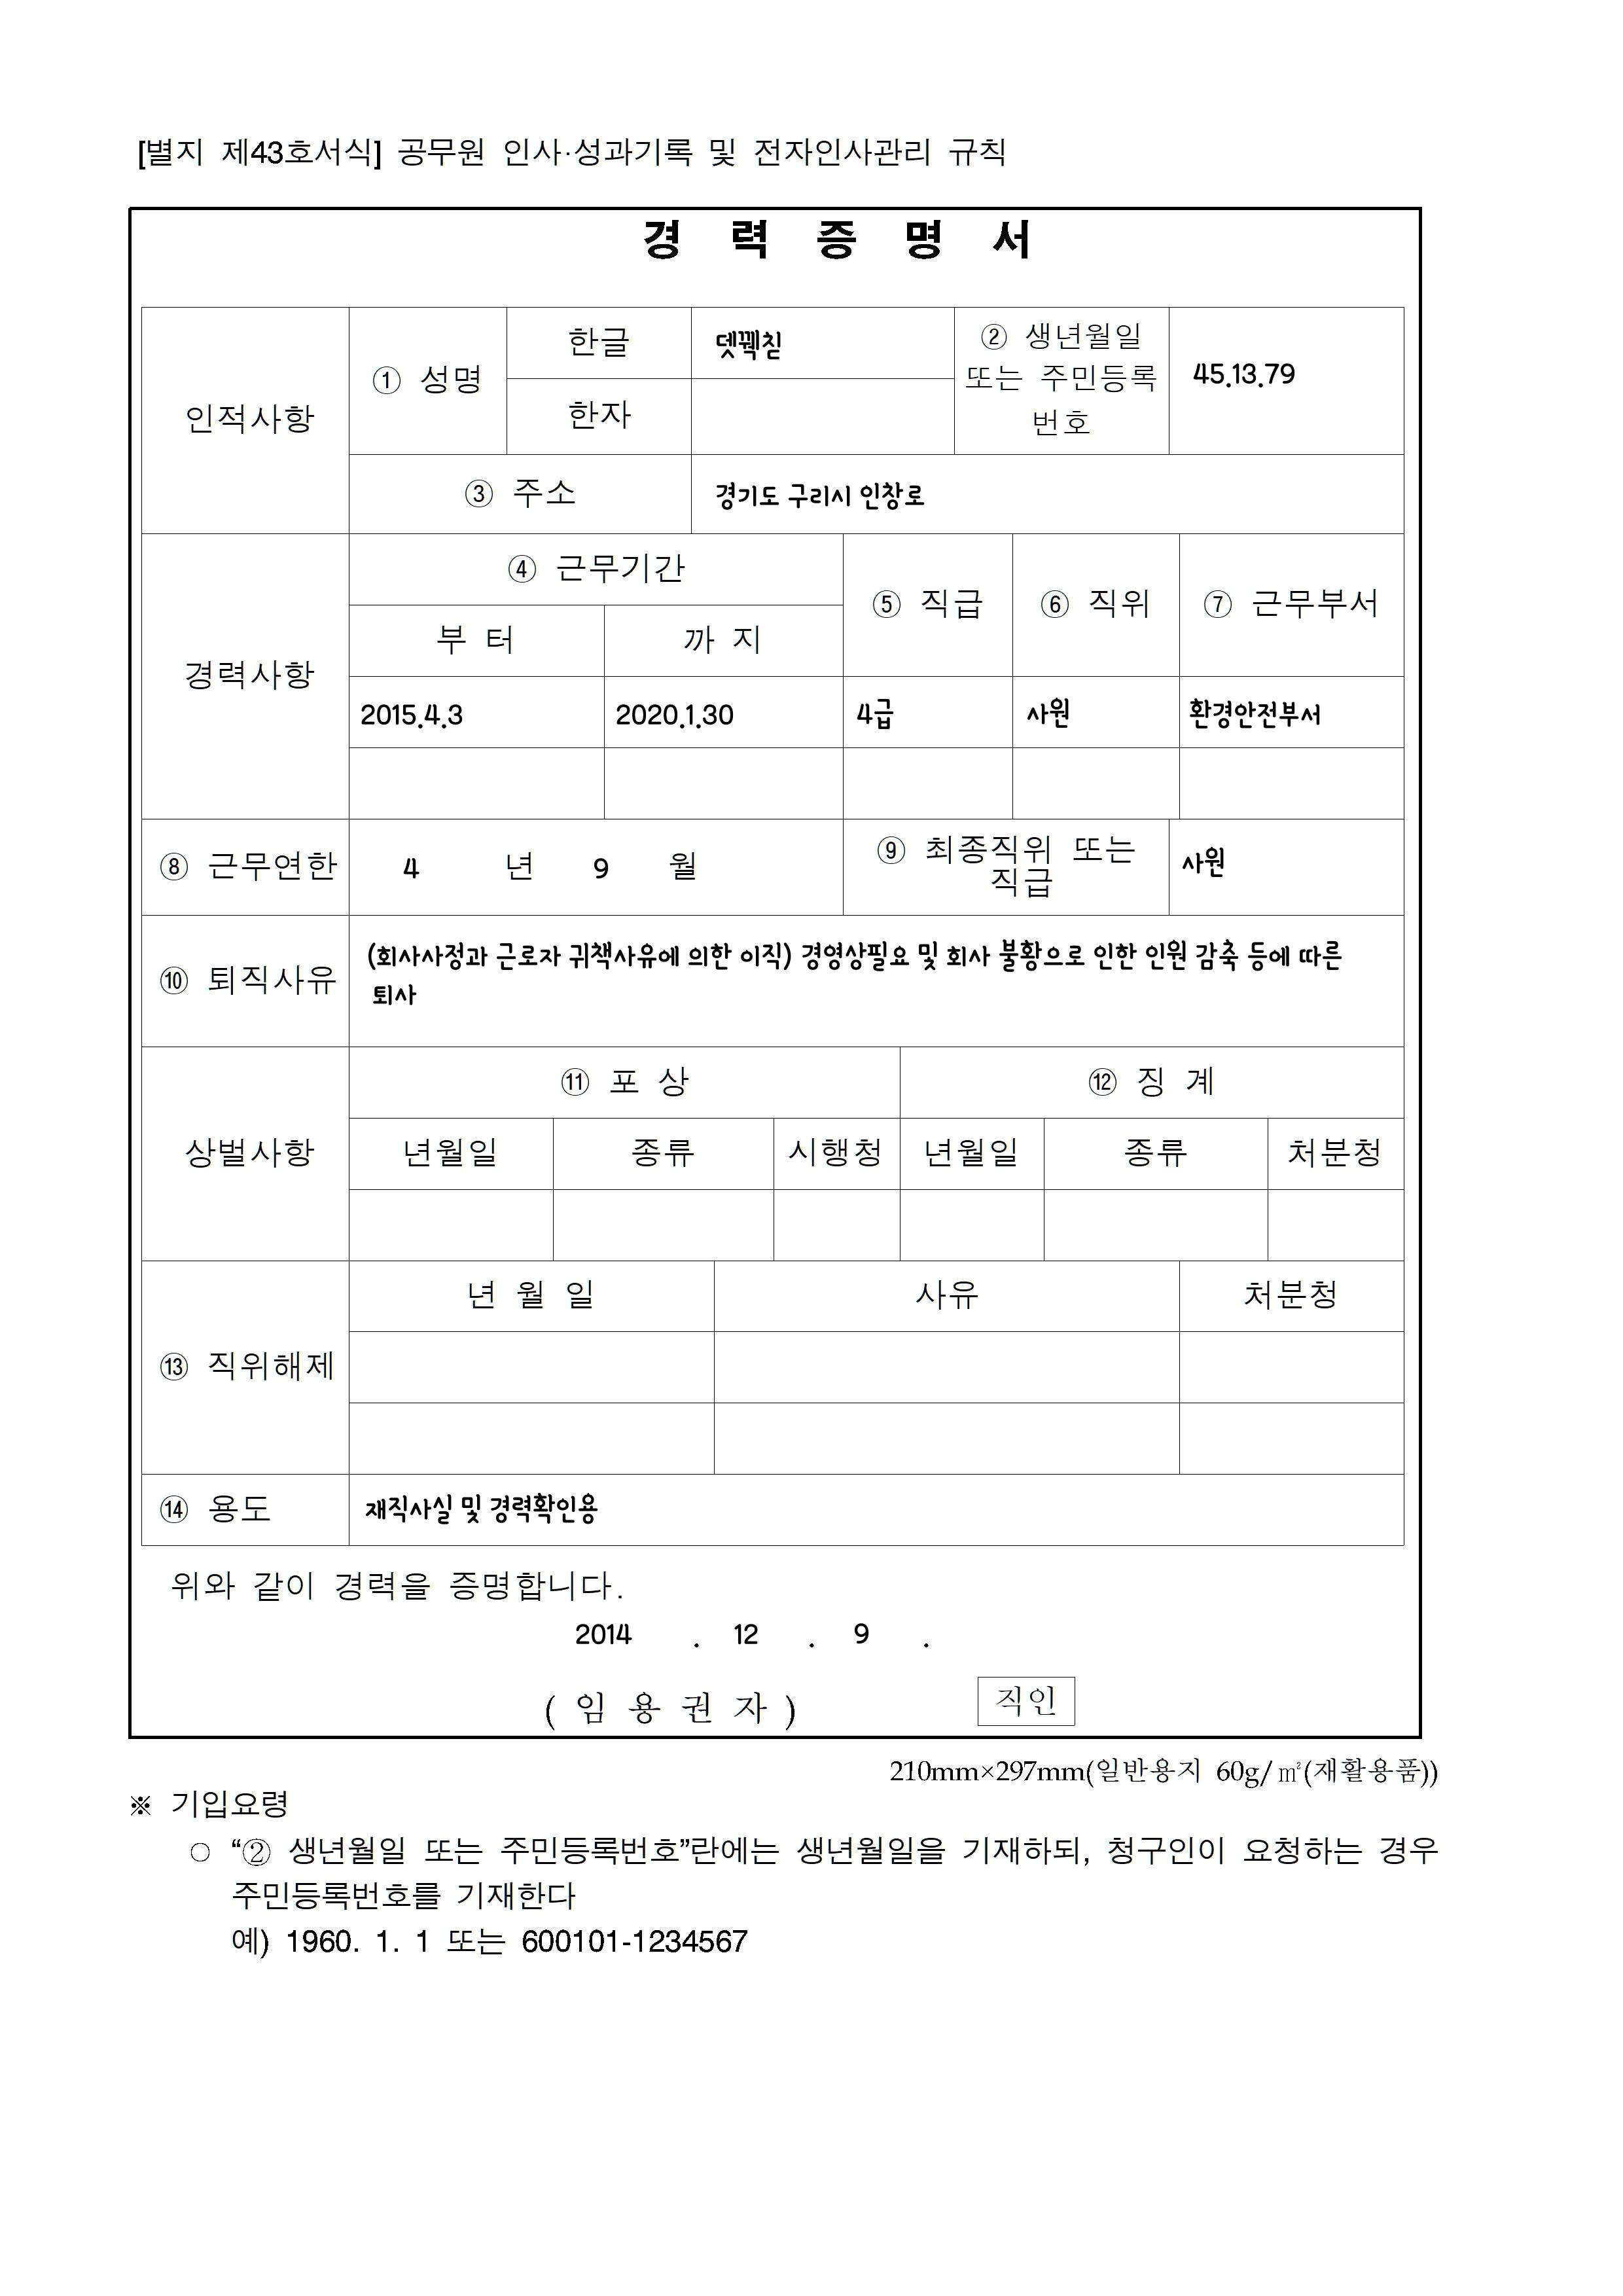 [별지 제43호서식] 공무원 인사·성과기록 및 전자인사관리 규칙
경 력 증 명 서
인적사항
① 성명
한글
뎃꿱칟
② 생년월일
또는 주민등록
번호
45.13.79
한자
③ 주소
경기도 구리시 인창로
경력사항
④ 근무기간
⑤ 직급
⑥ 직위
⑦ 근무부서
부 터
까 지
2015.4.3
2020.1.30
4급
사원
환경안전부서
⑧ 근무연한
4 년 9 월
⑨ 최종직위 또는
직급
사원
⑩ 퇴직사유
(회사사정과 근로자 귀책사유에 의한 이직) 경영상필요 및 회사 불황으로 인한 인원 감축 등에 따른
퇴사
상벌사항
⑪ 포 상
⑫ 징 계
년월일
종류
시행청
년월일
종류
처분청
⑬ 직위해제
년 월 일
사유
처분청
⑭ 용도
재직사실 및 경력확인용
위와 같이 경력을 증명합니다.
2014 . 12 . 9 .
( 임 용 권 자 )
직인
210mm×297mm(일반용지 60g/㎡(재활용품))
※ 기입요령
○ “② 생년월일 또는 주민등록번호”란에는 생년월일을 기재하되, 청구인이 요청하는 경우
주민등록번호를 기재한다
예) 1960. 1. 1 또는 600101-1234567